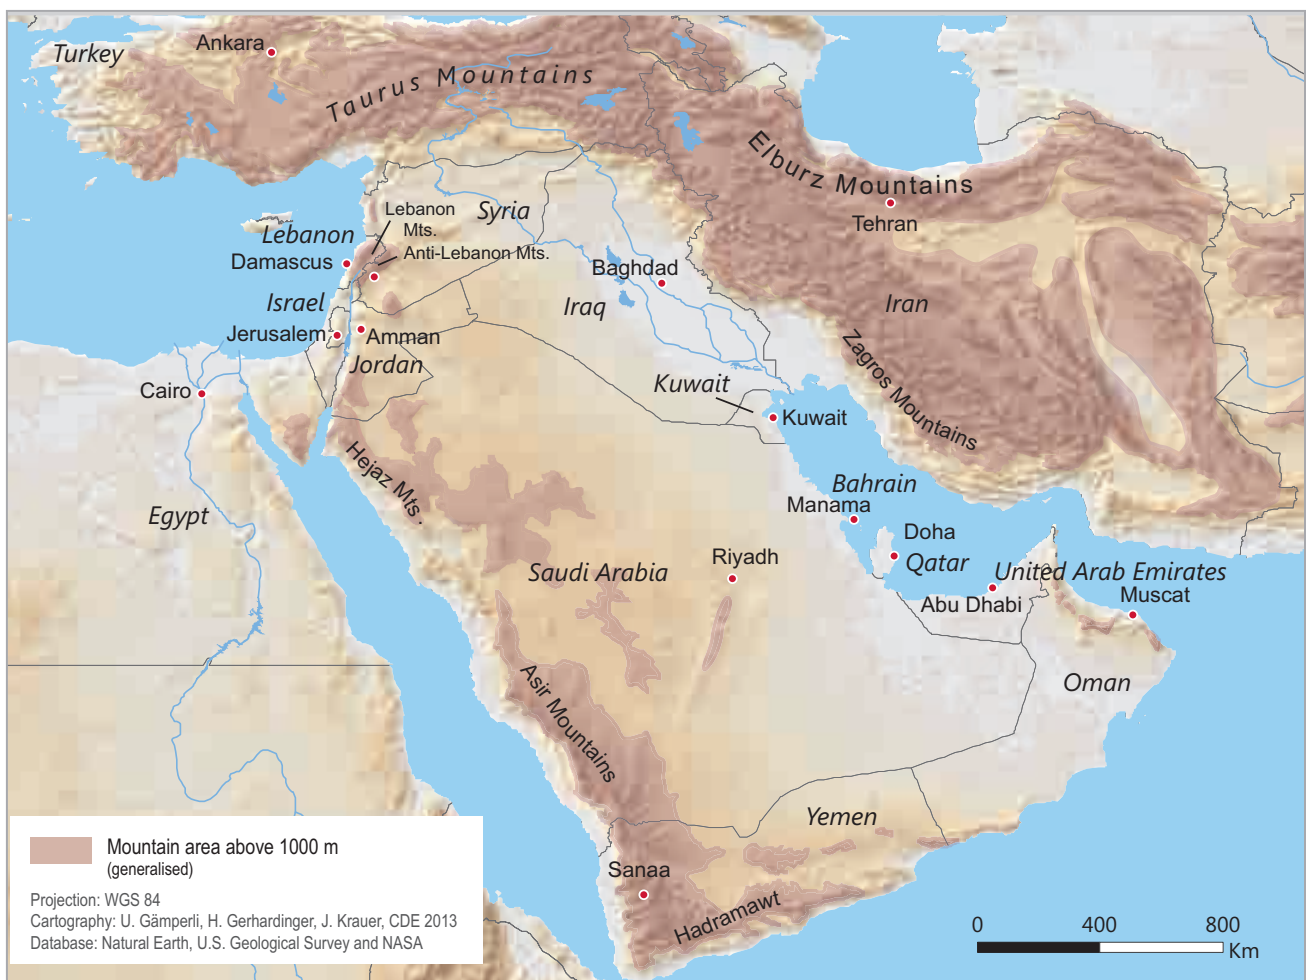 Turkey
Ankara
Taurus Mountains
Elburz Mountains
Tehran
Lebanon
Mts.
Syria
Lebanon
Anti-Lebanon Mts.
Damascus
Baghdad
Israel
Iraq
Iran
Jerusalem
Amman
Jordan
Zagros Mountains
Cairo
Kuwait
Kuwait
Hejaz Mts.
Bahrain
Manama
Egypt
Doha
Qatar
Riyadh
Saudi Arabia
United Arab Emirates
Muscat
Abu Dhabi
Asir Mountains
Oman
Yemen
Sanaa
Hadramawt
Mountain area above 1000 m
(generalised)
Projection: WGS 84
Cartography: U. Gämperli, H. Gerhardinger, J. Krauer, CDE 2013
Database: Natural Earth, U.S. Geological Survey and NASA
0 400 800
Km